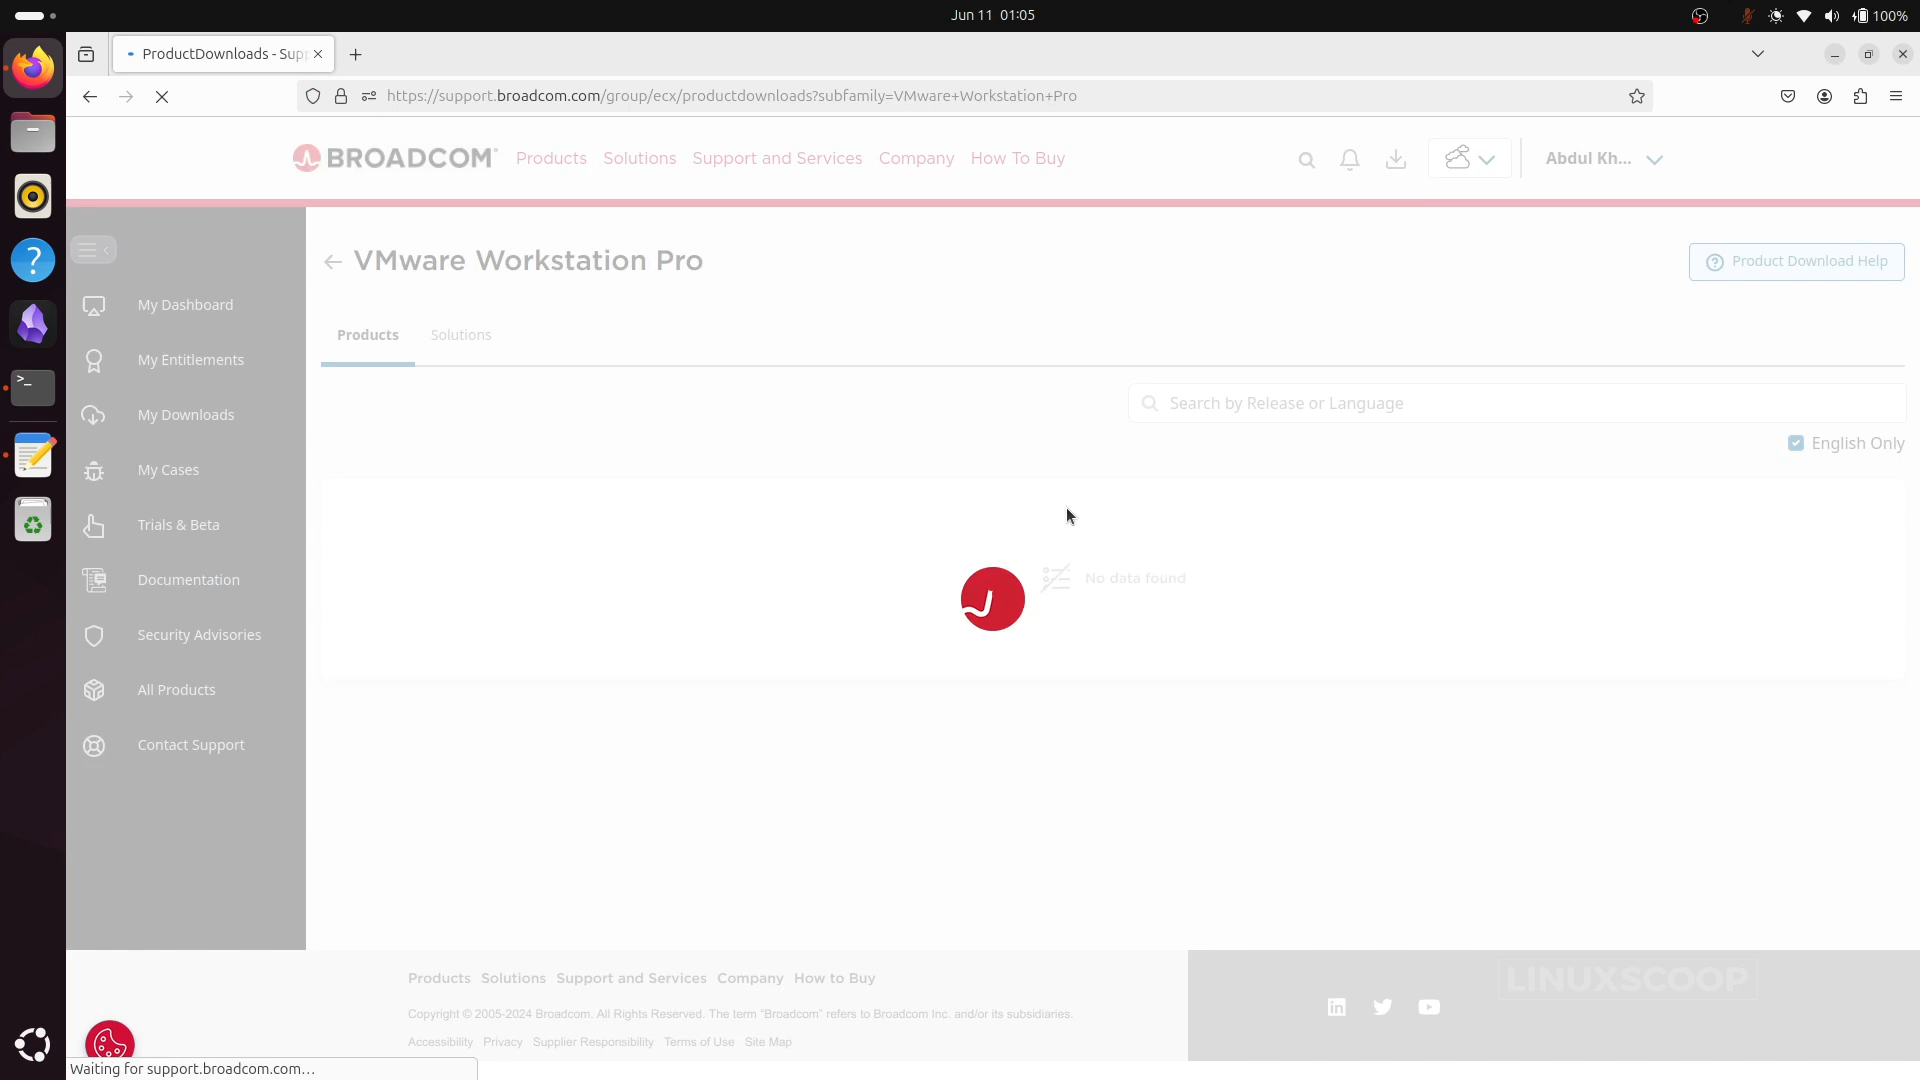 Jun 11 01:05
100%
ProductDownloads - Supp
https://support.broadcom.com/group/ecx/productdownloads?subfamily=VMware+Workstation+Pro
BROADCOM®
Products Solutions Support and Services Company How To Buy
Abdul Kh...
VMware Workstation Pro
Product Download Help
My Dashboard
My Entitlements
My Downloads
My Cases
Trials & Beta
Documentation
Security Advisories
All Products
Contact Support
Products Solutions
Search by Release or Language
English Only
No data found
Products Solutions Support and Services Company How to Buy
Copyright © 2005-2024 Broadcom. All Rights Reserved. The term “Broadcom” refers to Broadcom Inc. and/or its subsidiaries.
Accessibility Privacy Supplier Responsibility Terms of Use Site Map
LINUXSCOOP
Waiting for support.broadcom.com…